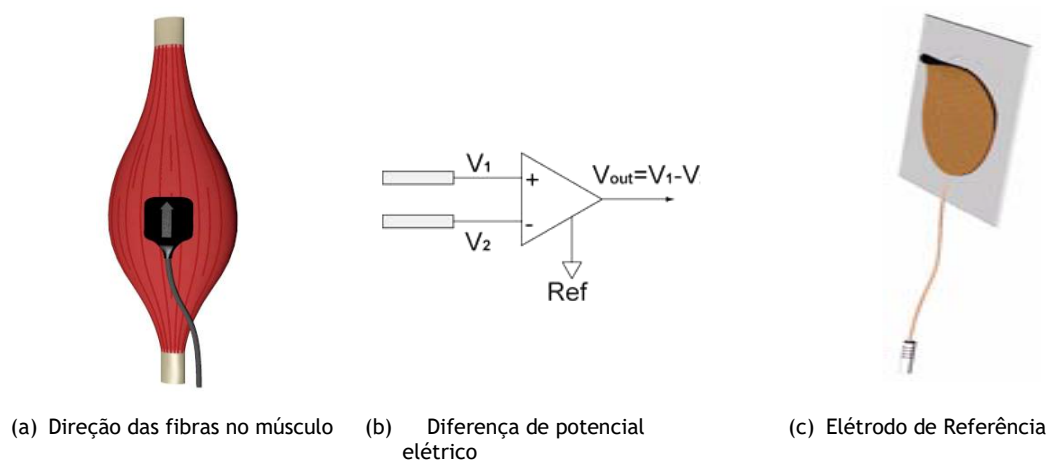 V1
V2
+
-
Vout=V1-V
Ref
(a) Direção das fibras no músculo
(b) Diferença de potencial
elétrico
(c) Elétrodo de Referência